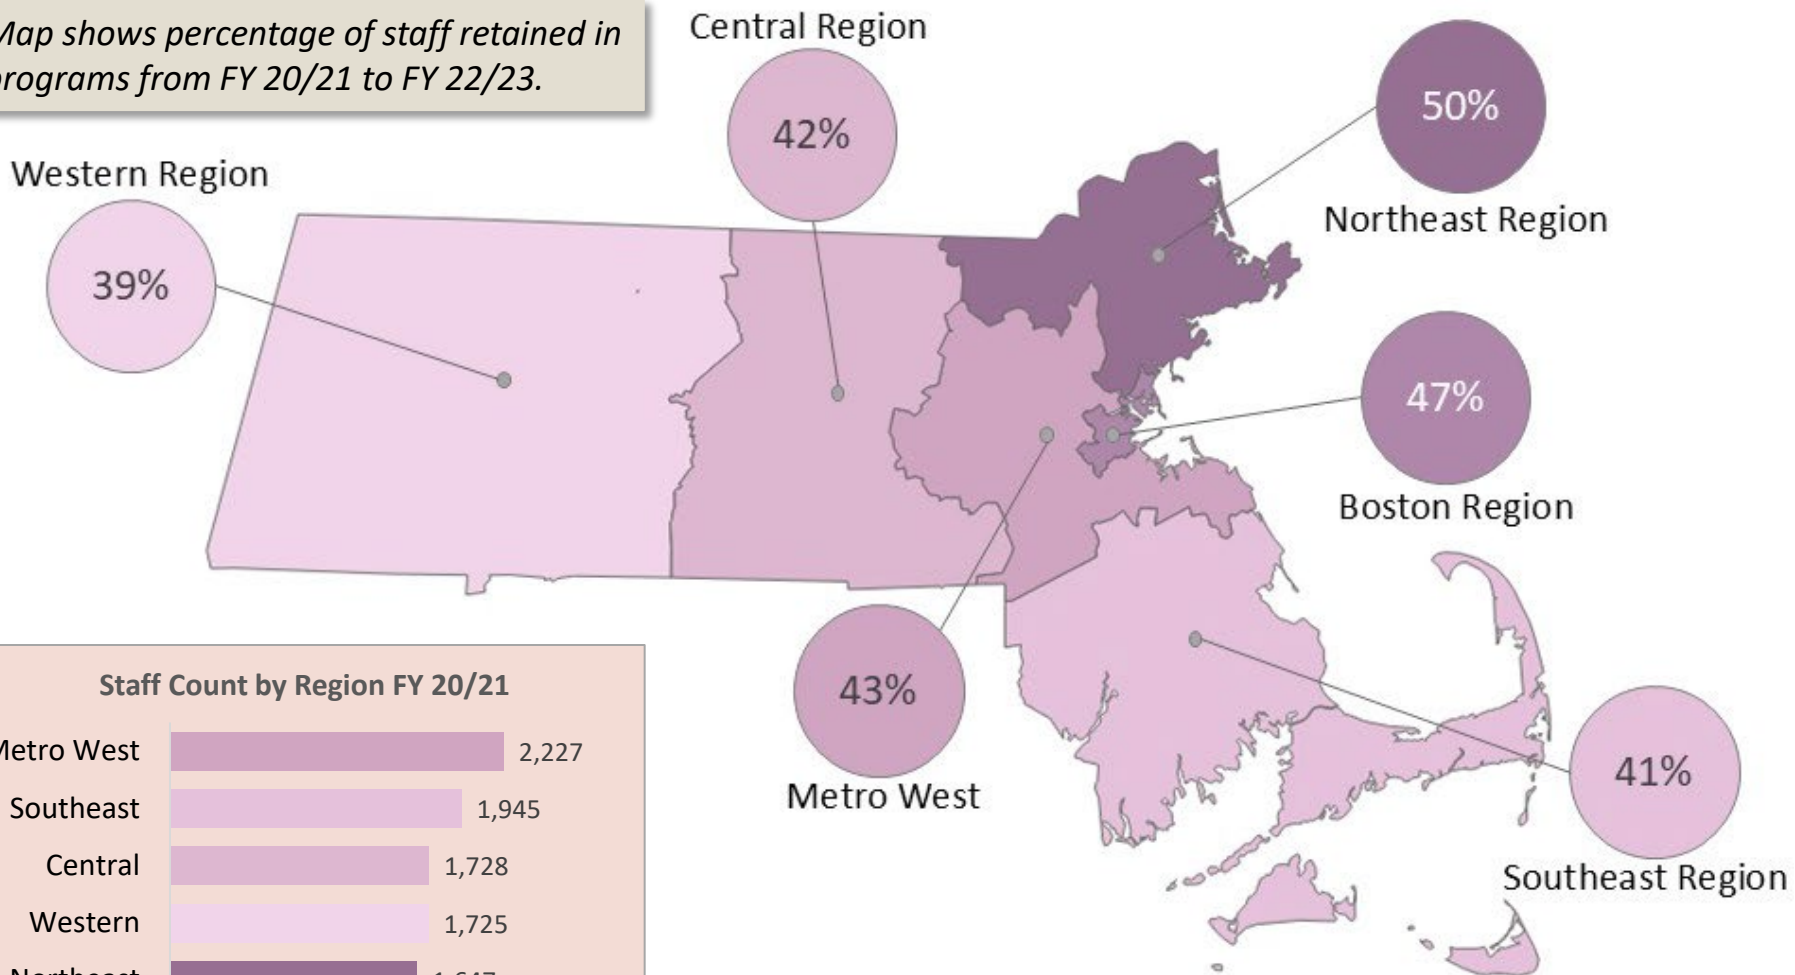 Map shows percentage of staff retained in
programs from FY 20/21 to FY 22/23.
Central Region
42%
50%
Northeast Region
Western Region
39%
47%
Boston Region
43%
Metro West
41%
Southeast Region
Staff Count by Region FY 20/21
Metro West 2,227
Southeast 1,945
Central 1,728
Western 1,725
Northeast